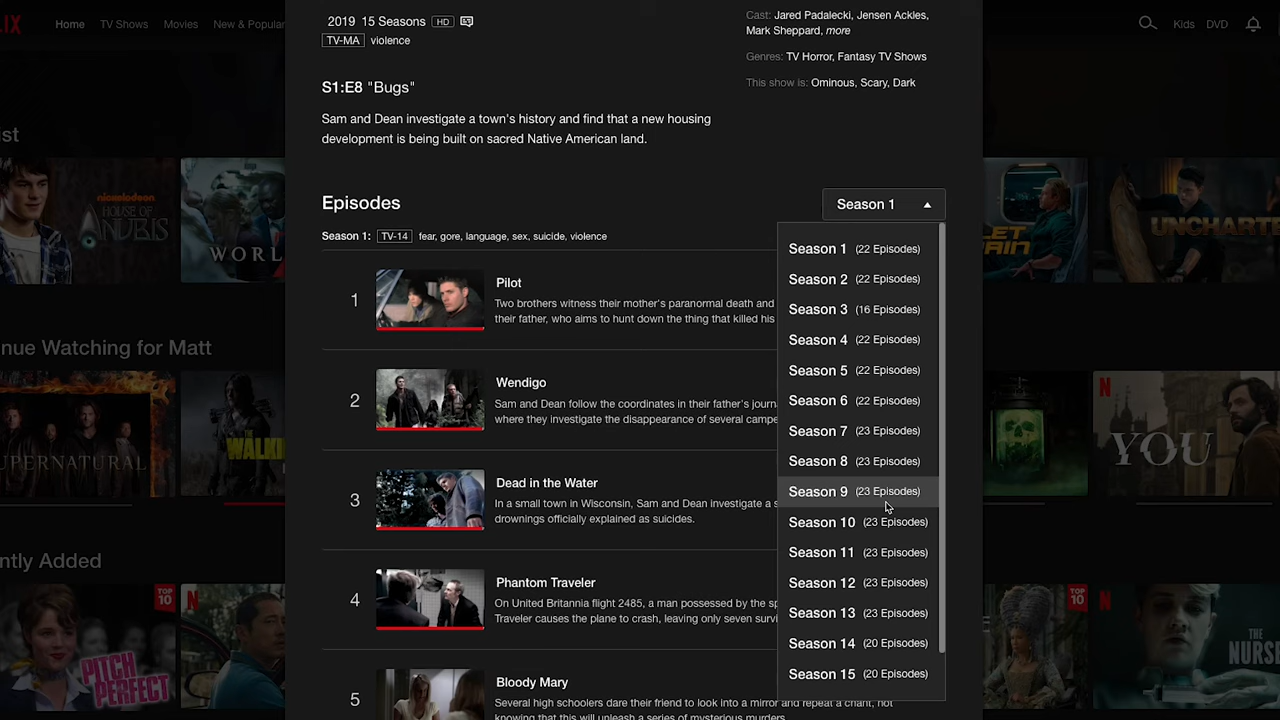 LIX Home TV Shows Movies New & Popular Kids DVD
2019 15 Seasons HD
TV-MA violence
Cast: Jared Padalecki, Jensen Ackles,
Mark Sheppard, more
Genres: TV Horror, Fantasy TV Shows
This show is: Ominous, Scary, Dark
S1:E8 "Bugs"
Sam and Dean investigate a town's history and find that a new housing
development is being built on sacred Native American land.
ist
nickelodeon
HOUSE OF
ANUBIS
WORL
LET
AIN
UNCHARTE
Episodes
Season 1
Season 1: TV-14 fear, gore, language, sex, suicide, violence
1
Pilot
Two brothers witness their mother's paranormal death and
their father, who aims to hunt down the thing that killed his
2
Wendigo
Sam and Dean follow the coordinates in their father's journ
where they investigate the disappearance of several campe
3
Dead in the Water
In a small town in Wisconsin, Sam and Dean investigate a s
drownings officially explained as suicides.
4
Phantom Traveler
On United Britannia flight 2485, a man possessed by the sp
Traveler causes the plane to crash, leaving only seven survi
5
Bloody Mary
Several high schoolers dare their friend to look into a mirror and repeat a chant, not
knowing that this will unleash a series of mysterious murders.
Season 1 (22 Episodes)
Season 2 (22 Episodes)
Season 3 (16 Episodes)
Season 4 (22 Episodes)
Season 5 (22 Episodes)
Season 6 (22 Episodes)
Season 7 (23 Episodes)
Season 8 (23 Episodes)
Season 9 (23 Episodes)
Season 10 (23 Episodes)
Season 11 (23 Episodes)
Season 12 (23 Episodes)
Season 13 (23 Episodes)
Season 14 (20 Episodes)
Season 15 (20 Episodes)
nue Watching for Matt
UPERNATURAL
WALKI
N
YOU
ntly Added
TOP
10
PITCH
PERFECT
N
TOP
10
N
THE
NURSE